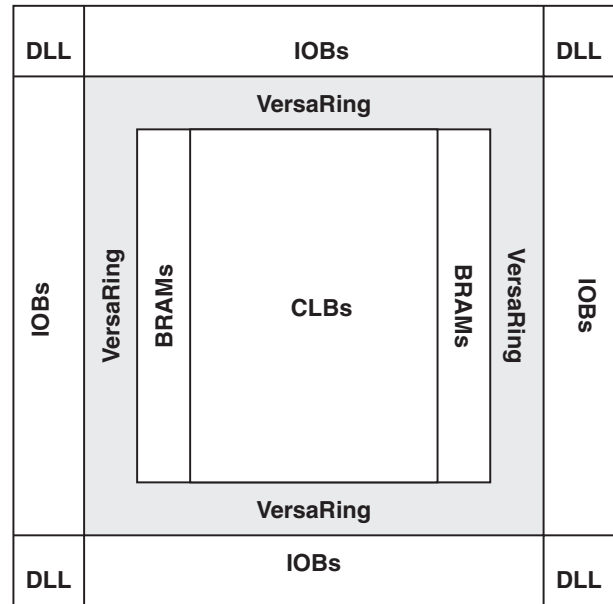 DLL IOBs DLL
VersaRing
IOBs VersaRing BRAMs CLBs BRAMs VersaRing IOBs
VersaRing
DLL IOBs DLL